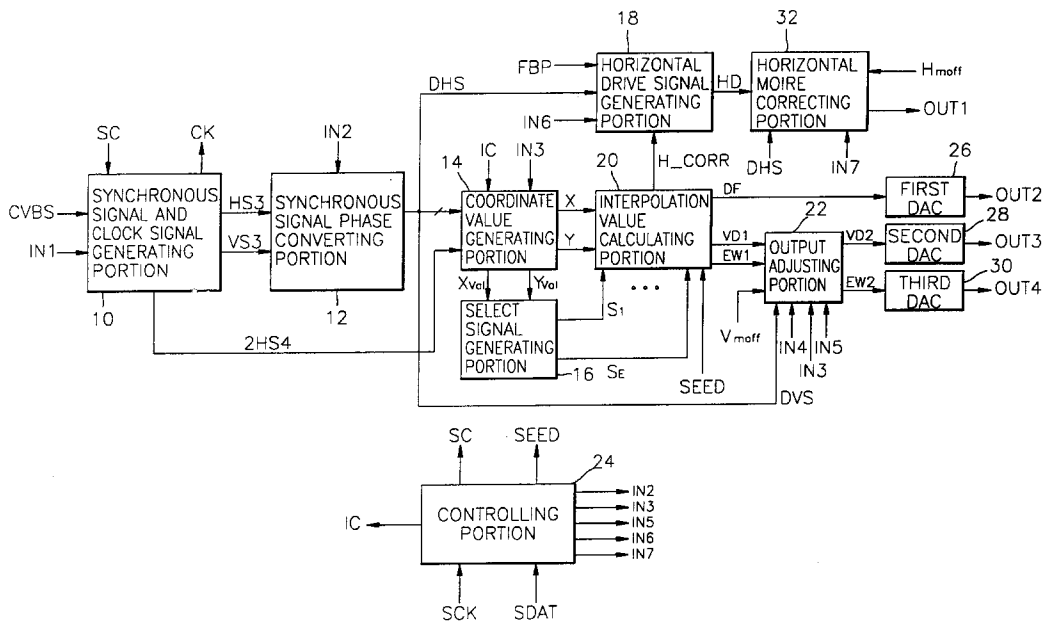 18
32
FBP
HORIZONTAL
DRIVE SIGNAL
GENERATING
PORTION
HD
HORIZONTAL
MOIRE
CORRECTING
PORTION
Hmoff
OUT1
DHS
IN6
DHS
IN7
SC
CK
IN2
14
IC
IN3
20
H_CORR
26
CVBS
IN1
SYNCHRONOUS
SIGNAL AND
CLOCK SIGNAL
GENERATING
PORTION
10
HS3
VS3
SYNCHRONOUS
SIGNAL PHASE
CONVERTING
PORTION
12
COORDINATE
VALUE
GENERATING
PORTION
X
Y
INTERPOLATION
VALUE
CALCULATING
PORTION
DF
VD1
EW1
22
OUTPUT
ADJUSTING
PORTION
VD2
EW2
FIRST
DAC
OUT2
28
SECOND
DAC
OUT3
30
THIRD
DAC
OUT4
XVal
YVal
2HS4
SELECT
SIGNAL
GENERATING
PORTION
16
S1
SE
SEED
Vmoff
IN4
IN5
IN3
DVS
SC
SEED
24
IC
CONTROLLING
PORTION
IN2
IN3
IN5
IN6
IN7
SCK
SDAT